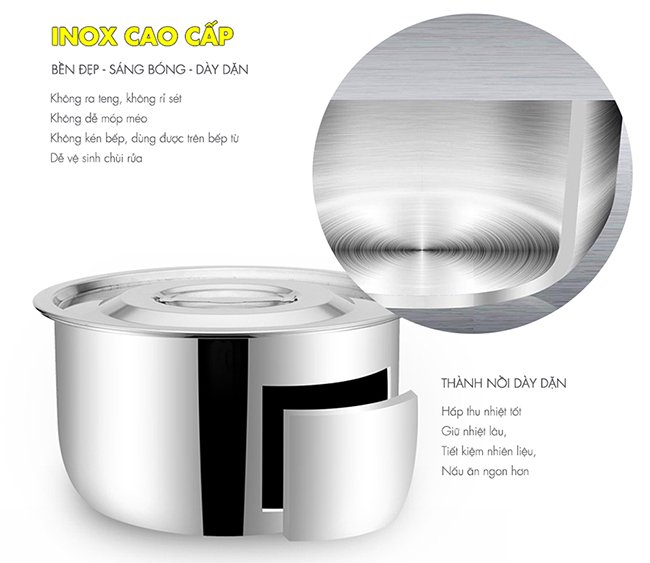 INOX CAO CẤP
BỀN ĐẸP - SÁNG BÓNG - DÀY DẶN
Không ra teng, không rỉ sét
Không dễ móp méo
Không kén bếp, dùng được trên bếp từ
Dễ vệ sinh chùi rửa
THÀNH NỒI DÀY DẶN
Hấp thu nhiệt tốt
Giữ nhiệt lâu,
Tiết kiệm nhiên liệu,
Nấu ăn ngon hơn